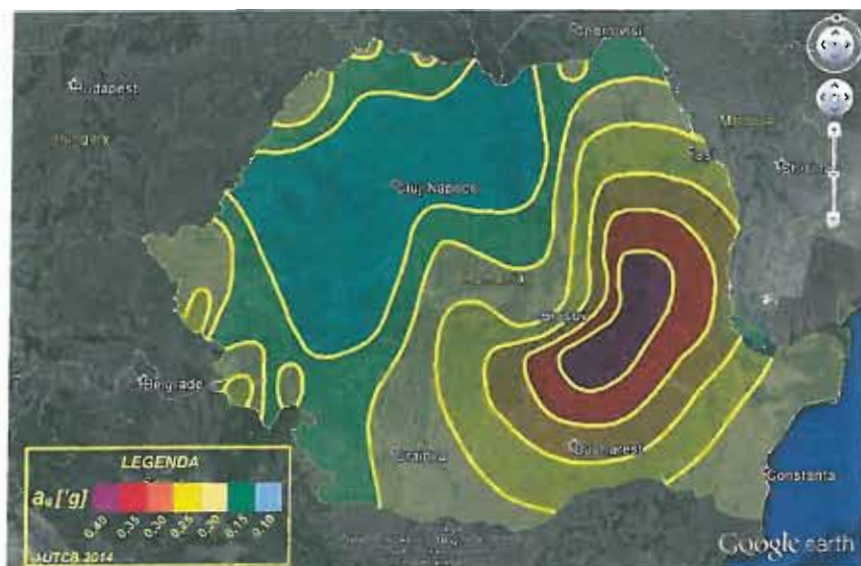 Budapest
Hungary
Cluj-Napoca
Romania
Iasi
Brasov
Belgrade
Craiova
Bucharest
Constanta
LEGENDA
0,40 0,35 0,30 0,25 0,20 0,15 0,10
UTCB 2014
Google earth